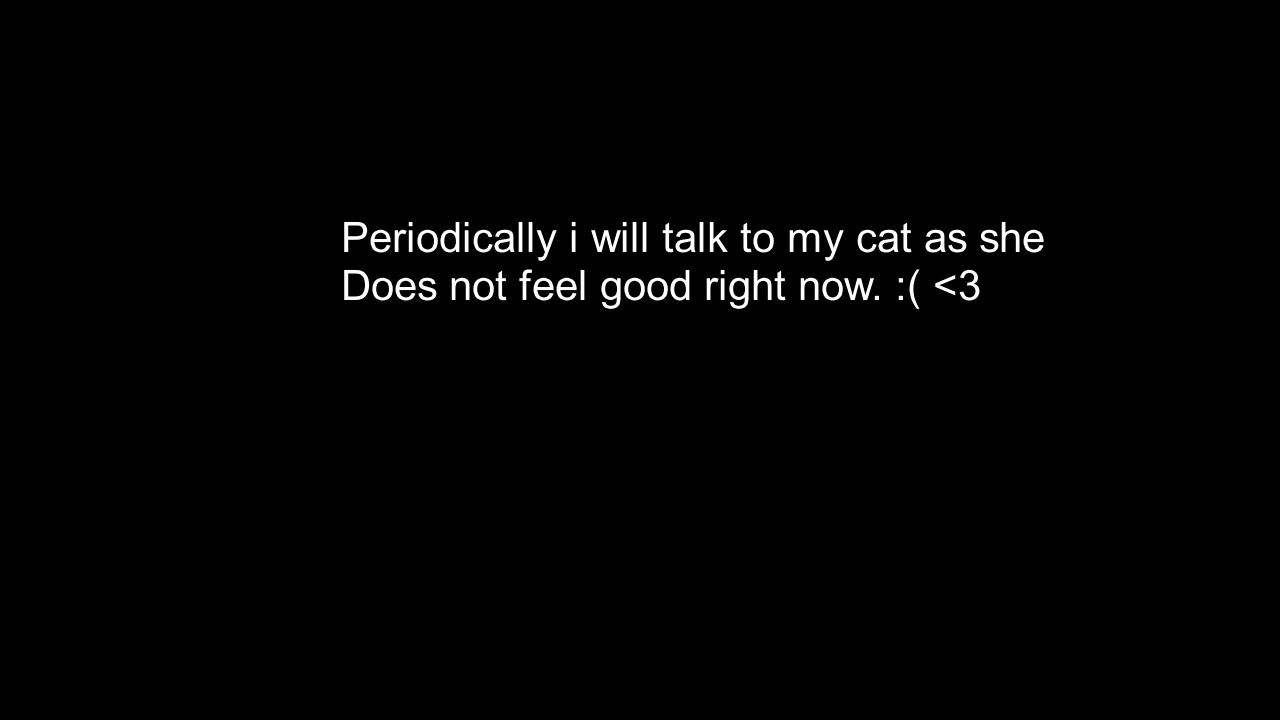 Periodically i will talk to my cat as she
Does not feel good right now. :( <3